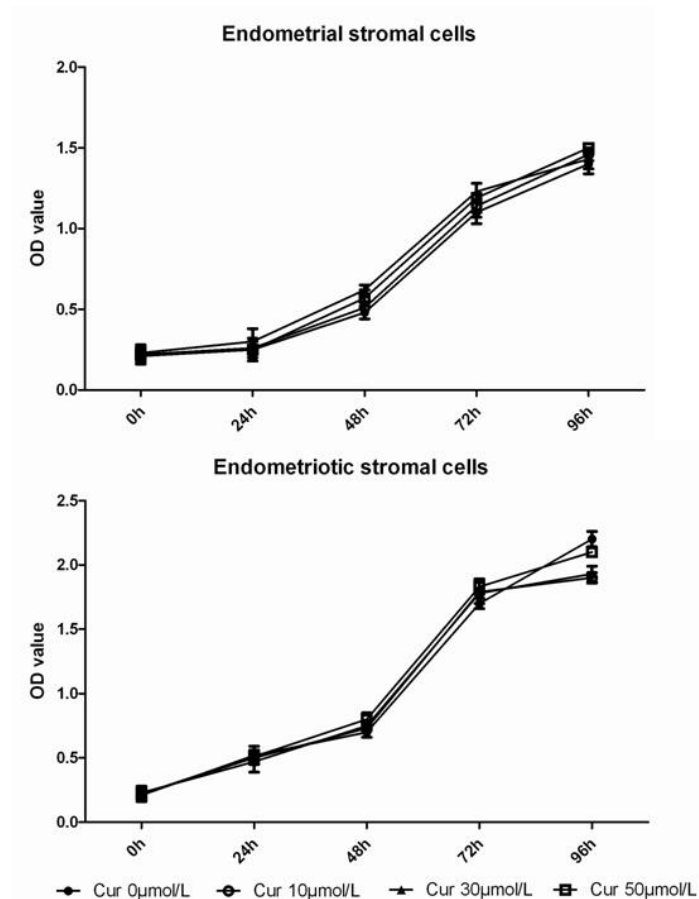 Endometrial stromal cells
2.0
1.5
1.0
0.5
0.0
OD value
0h 24h 48h 72h 96h
Endometriotic stromal cells
2.5
2.0
1.5
1.0
0.5
0.0
OD value
0h 24h 48h 72h 96h
Cur 0μmol/L Cur 10μmol/L Cur 30μmol/L Cur 50μmol/L